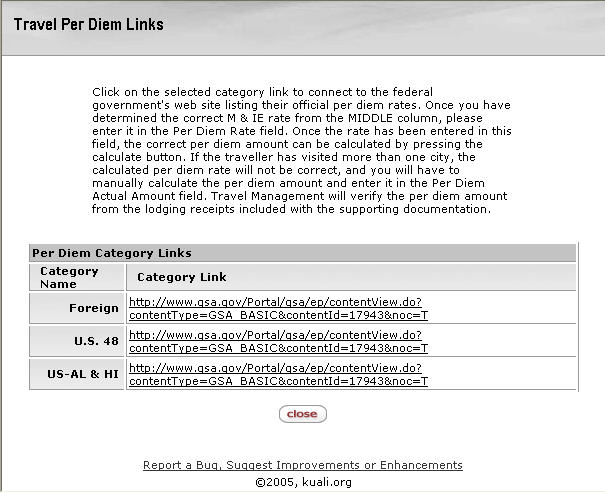 Travel Per Diem Links
Click on the selected category link to connect to the federal
government's web site listing their official per diem rates. Once you have
determined the correct M & IE rate from the MIDDLE column, please
enter it in the Per Diem Rate field. Once the rate has been entered in this
field, the correct per diem amount can be calculated by pressing the
calculate button. If the traveller has visited more than one city, the
calculated per diem rate will not be correct, and you will have to
manually calculate the per diem amount and enter it in the Per Diem
Actual Amount field. Travel Management will verify the per diem amount
from the lodging receipts included with the supporting documentation.
Per Diem Category Links
Category
Name
Category Link
Foreign
http://www.gsa.gov/Portal/gsa/ep/contentView.do?
contentType=GSA_BASIC&contentId=17943&noc=T
U.S. 48
http://www.gsa.gov/Portal/gsa/ep/contentView.do?
contentType=GSA_BASIC&contentId=17943&noc=T
US-AL & HI
http://www.gsa.gov/Portal/gsa/ep/contentView.do?
contentType=GSA_BASIC&contentId=17943&noc=T
close
Report a Bug, Suggest Improvements or Enhancements
©2005, kuali.org